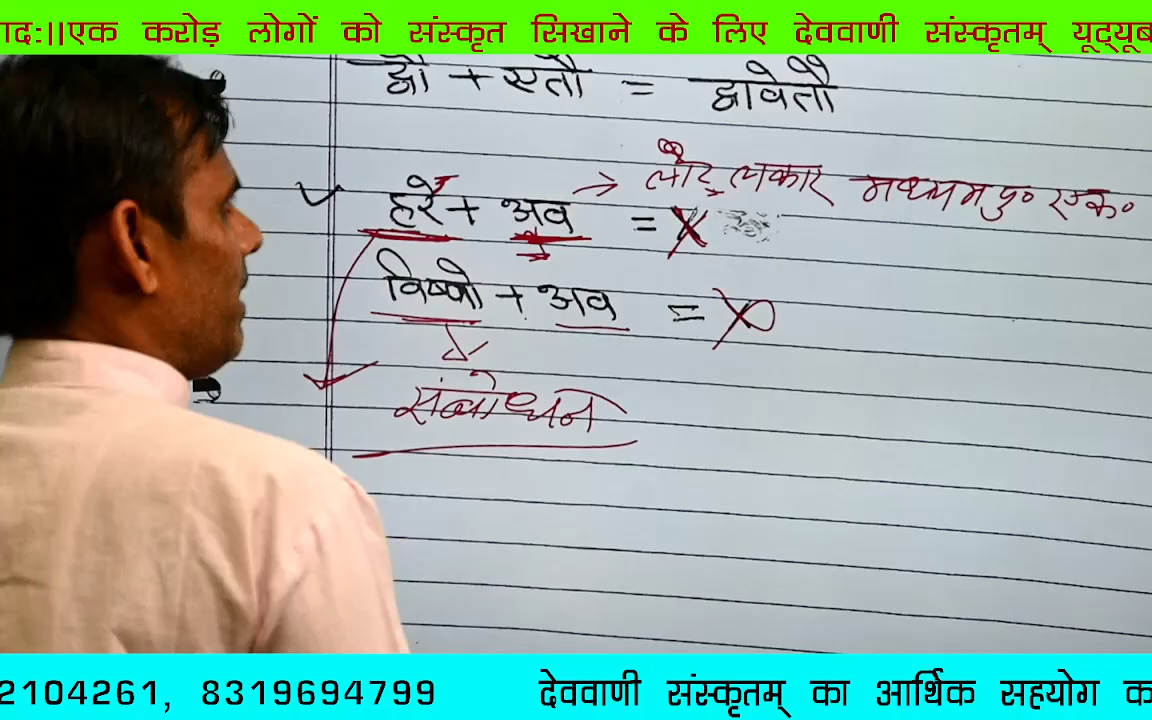 ादः।।एक करोड़ लोगों को संस्कृत सिखाने के लिए देववाणी संस्कृतम् यूट्यूब
द्वौ + एतौ = द्वावेतौ
हरे + अव = X
→ लोट् लकार मध्यम पु० एक०
विष्णो + अव = X
संबोधन
2104261, 8319694799 देववाणी संस्कृतम् का आर्थिक सहयोग क